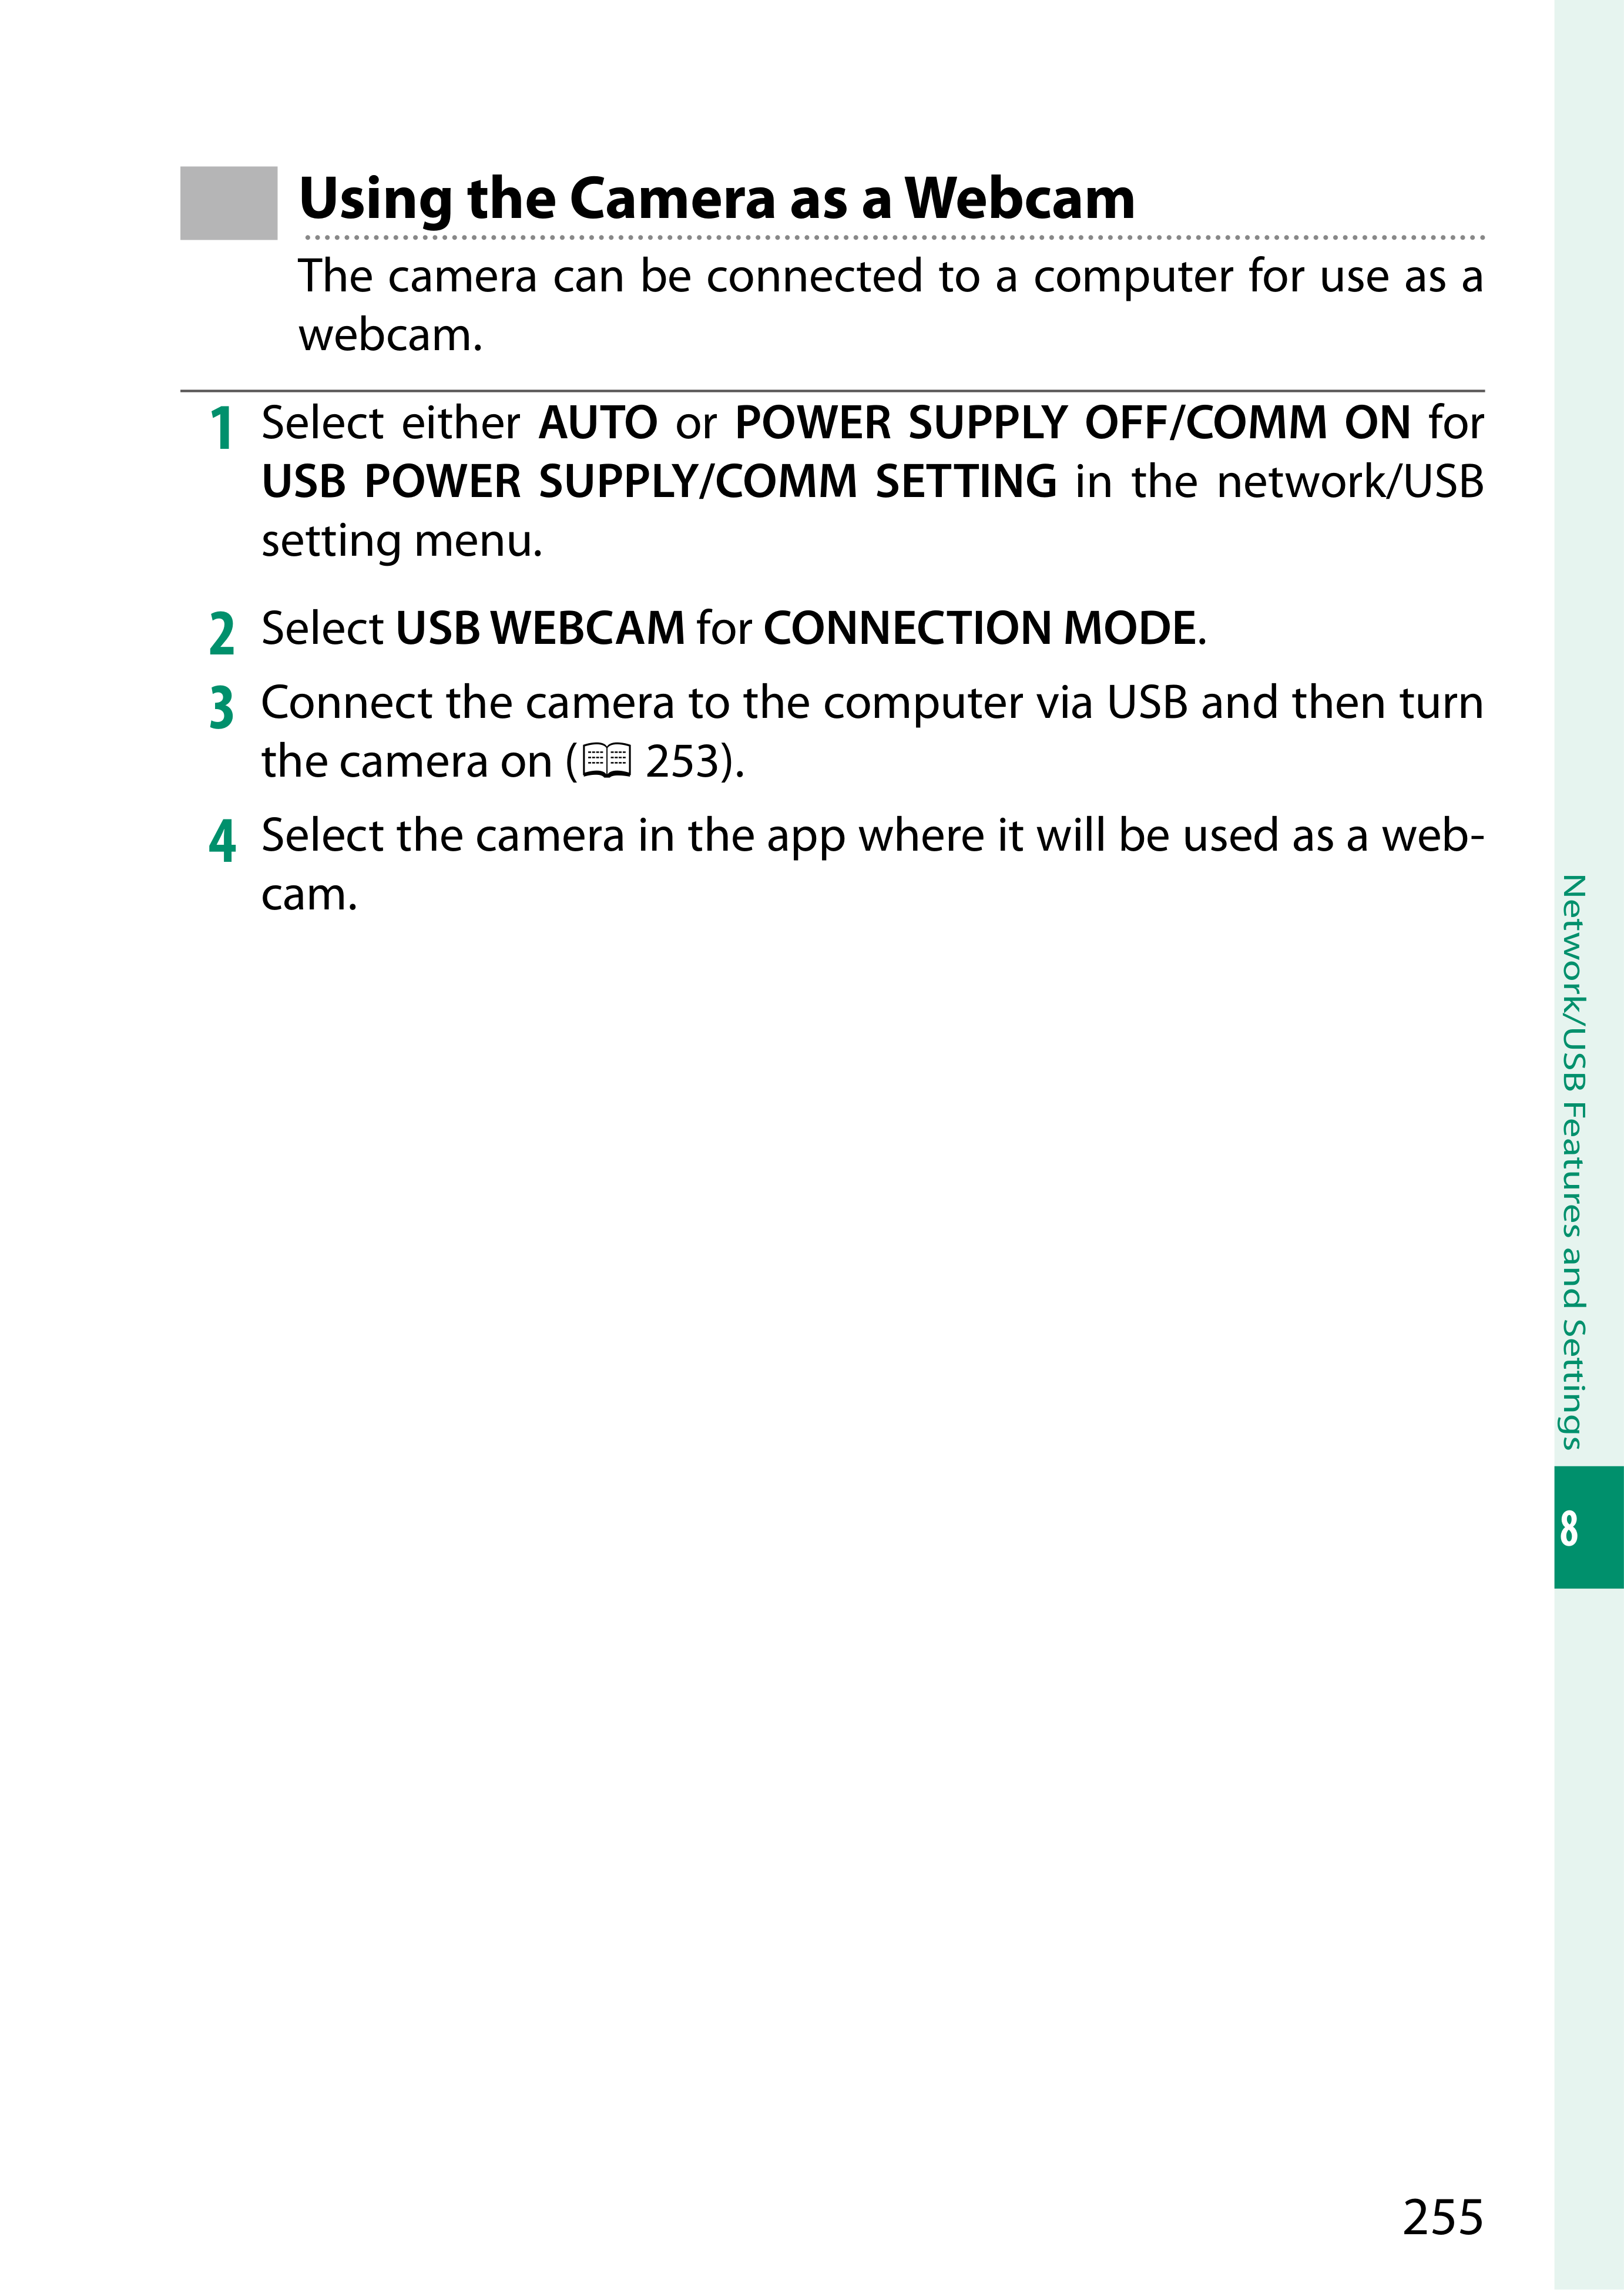 Using the Camera as a Webcam
The camera can be connected to a computer for use as a
webcam.
1 Select either AUTO or POWER SUPPLY OFF/COMM ON for
USB POWER SUPPLY/COMM SETTING in the network/USB
setting menu.
2 Select USB WEBCAM for CONNECTION MODE.
3 Connect the camera to the computer via USB and then turn
the camera on (📖 253).
4 Select the camera in the app where it will be used as a web-
cam.
Network/USB Features and Settings
8
255